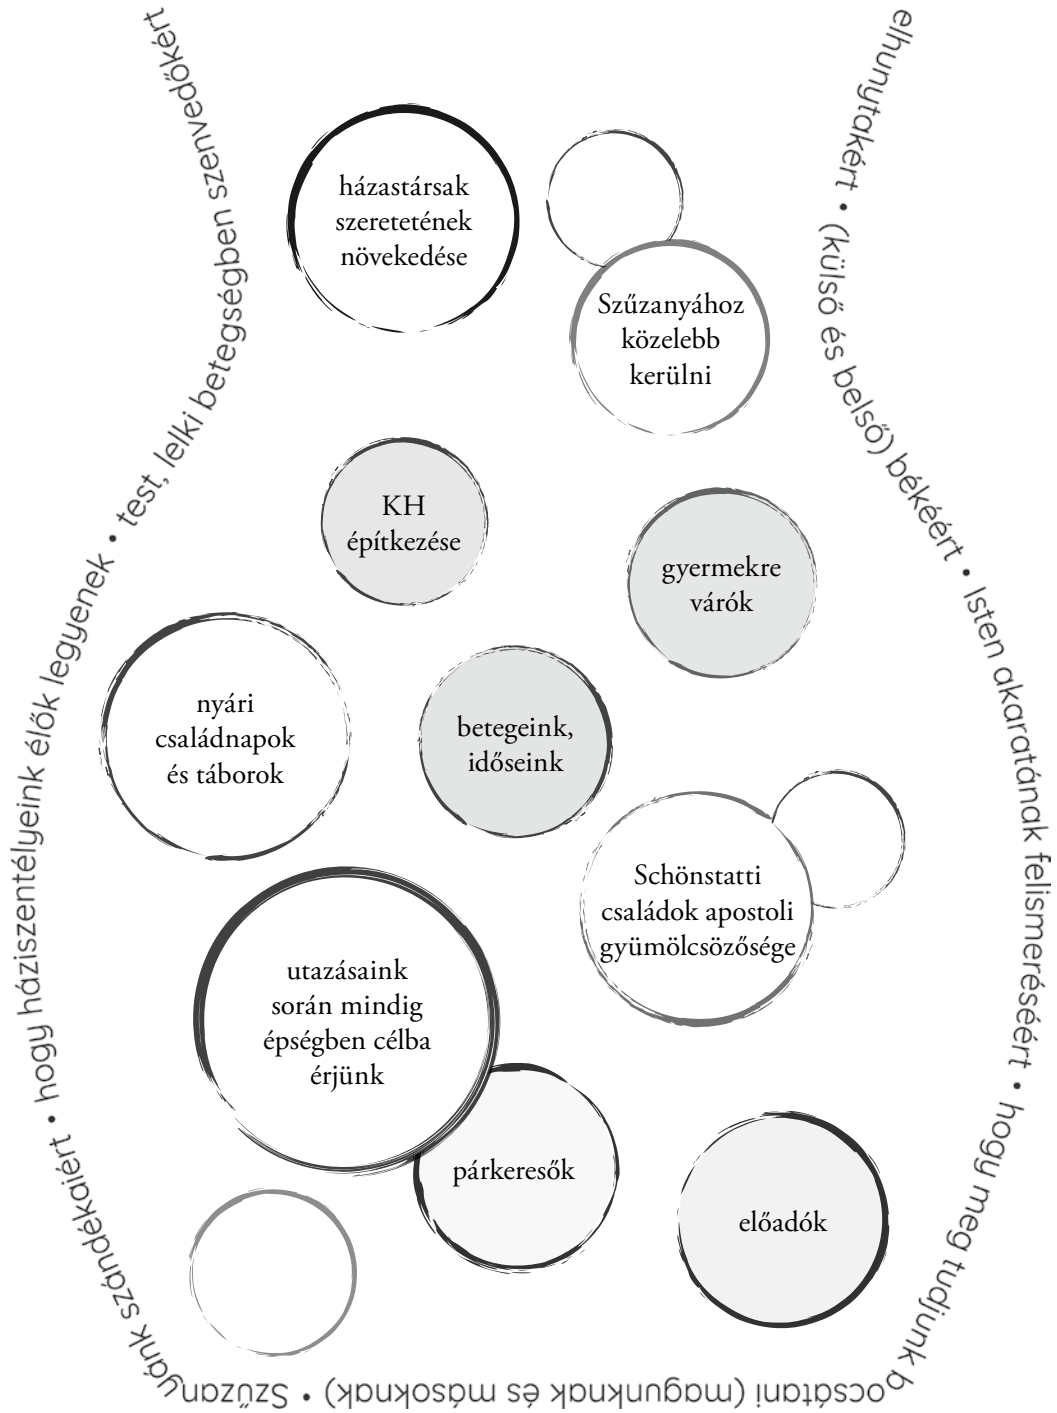 elhunytakért • (külső és belső) békéért • Isten akaratának felismeréséért • hogy meg tudjunk bocsátani (magunknak és másoknak) • Szűzanyánk szándékaiért • hogy háziszentélyeink élők legyenek • test, lelki betegségben szenvedőkért
házastársak
szeretetének
növekedése
Szűzanyához
közelebb
kerülni
KH
építkezése
gyermekre
várók
nyári
családnapok
és táborok
betegeink,
időseink
Schönstatti
családok apostoli
gyümölcsözősége
utazásaink
során mindig
épségben célba
érjünk
párkeresők
előadók